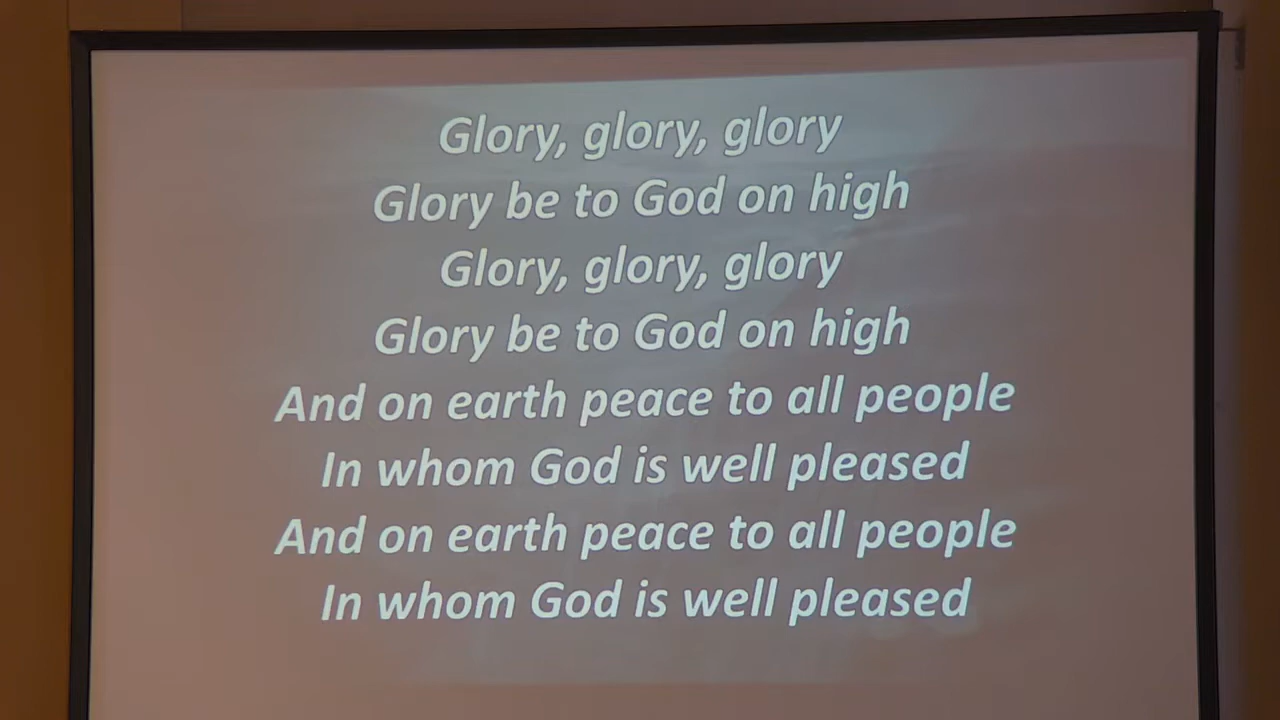 Glory, glory, glory
Glory be to God on high
Glory, glory, glory
Glory be to God on high
And on earth peace to all people
In whom God is well pleased
And on earth peace to all people
In whom God is well pleased